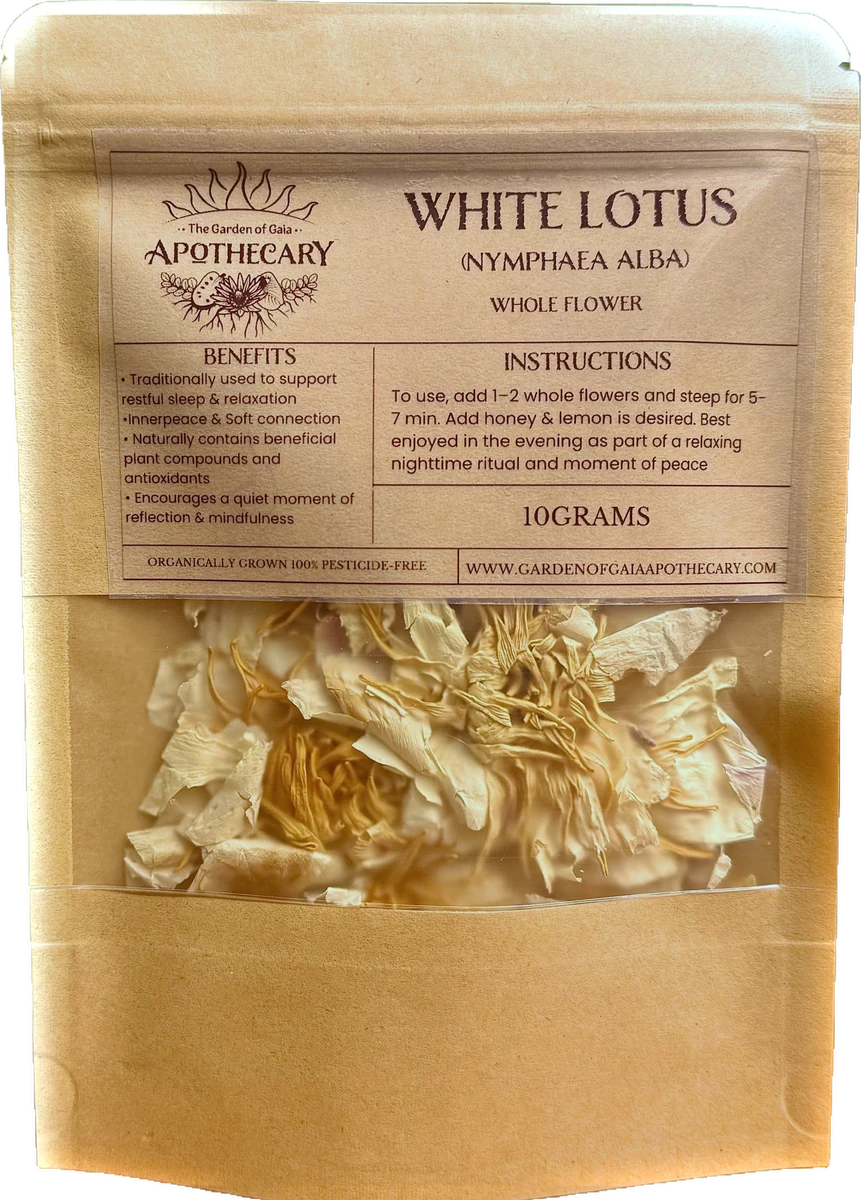 The Garden of Gaia
APOTHECARY
WHITE LOTUS
(NYMPHAEA ALBA)
WHOLE FLOWER
BENEFITS
• Traditionally used to support
restful sleep & relaxation
•Innerpeace & Soft connection
• Naturally contains beneficial
plant compounds and
antioxidants
• Encourages a quiet moment of
reflection & mindfulness
INSTRUCTIONS
To use, add 1–2 whole flowers and steep for 5-
7 min. Add honey & lemon is desired. Best
enjoyed in the evening as part of a relaxing
nighttime ritual and moment of peace
10GRAMS
ORGANICALLY GROWN 100% PESTICIDE-FREE
WWW.GARDENOFGAIAAPOTHECARY.COM